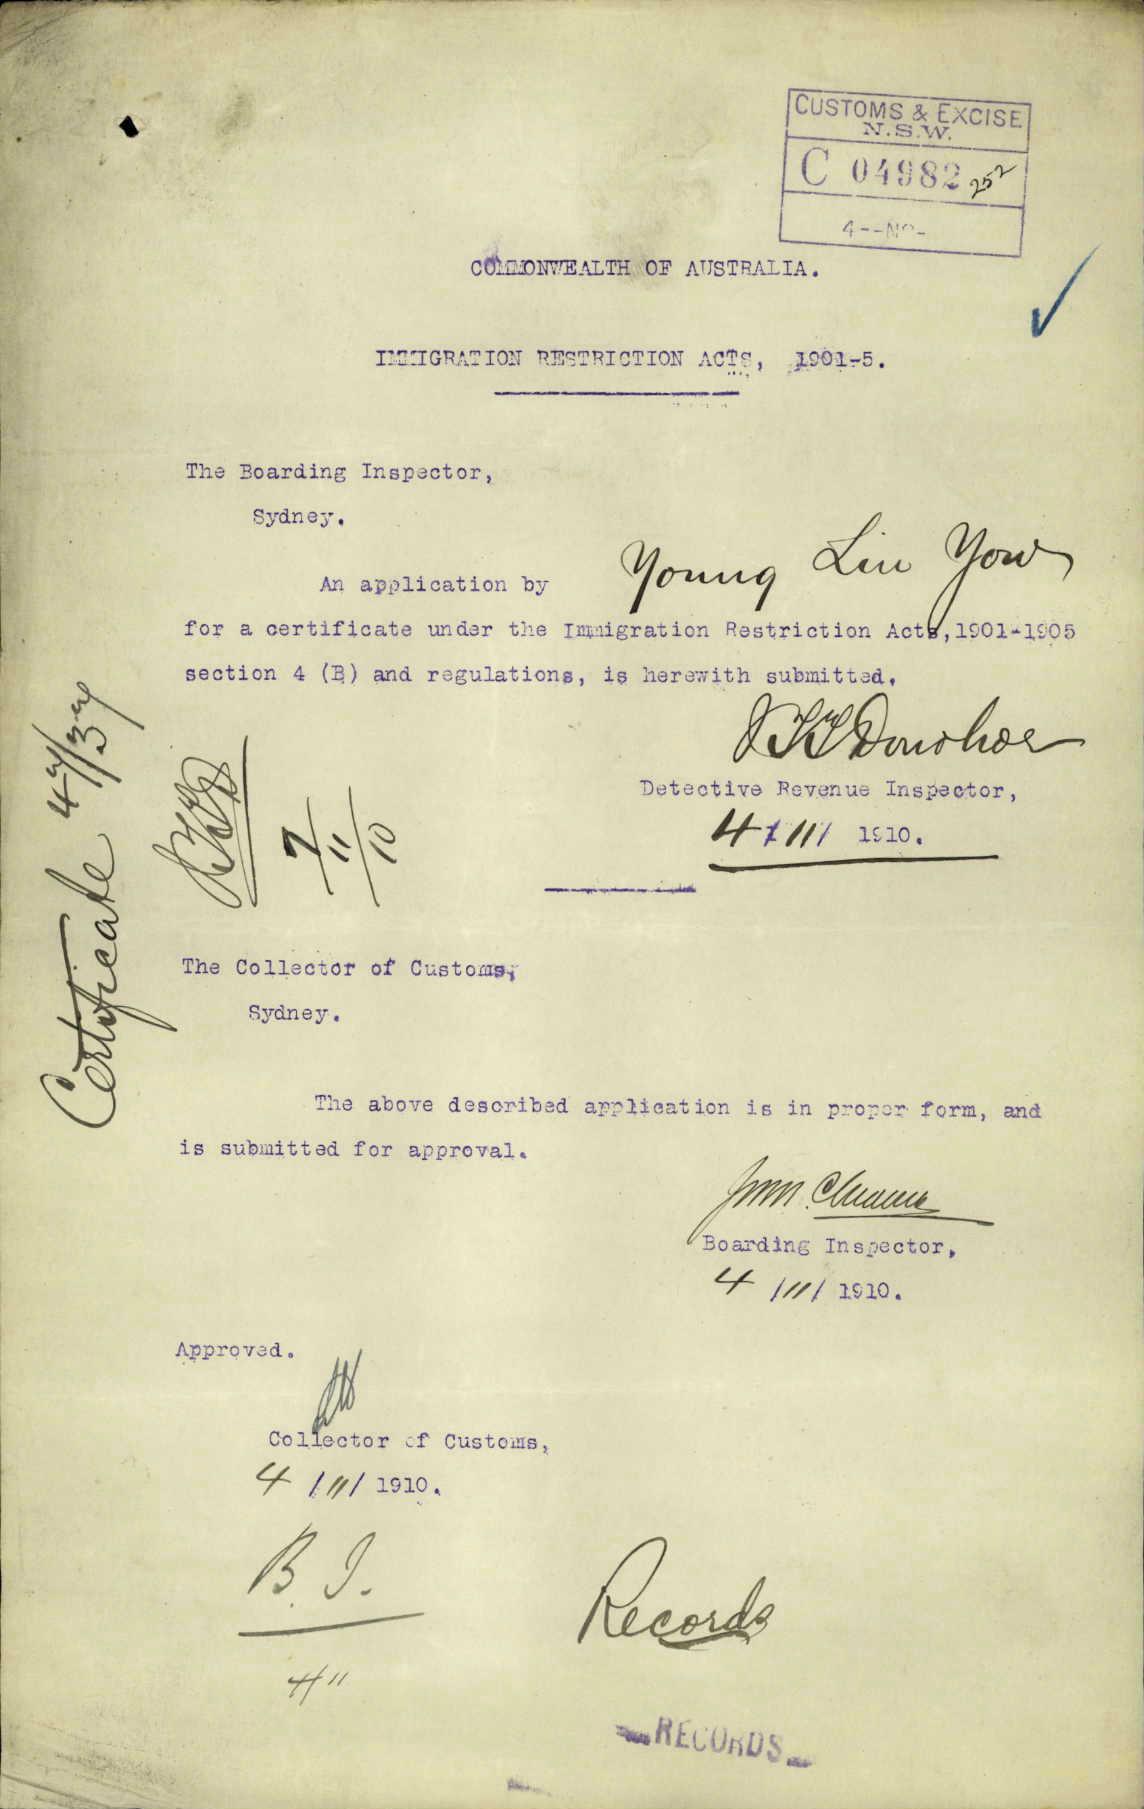 CUSTOMS & EXCISE
N.S.W.
C 04982 252
4--NO-
COMMONWEALTH OF AUSTRALIA.
IMMIGRATION RESTRICTION ACTS, 1901-5.
The Boarding Inspector,
Sydney.
An application by Young Lin Yow
for a certificate under the Immigration Restriction Acts,1901-1905
section 4 (B) and regulations, is herewith submitted.
Donohoe
Detective Revenue Inspector,
4/11/ 1910.
Certificate
7/11/10
The Collector of Customs,
Sydney.
The above described application is in proper form, and
is submitted for approval.
Boarding Inspector,
4/11/ 1910.
Approved.
Collector of Customs,
4/11/ 1910.
B. I.
4"
Records
RECORDS